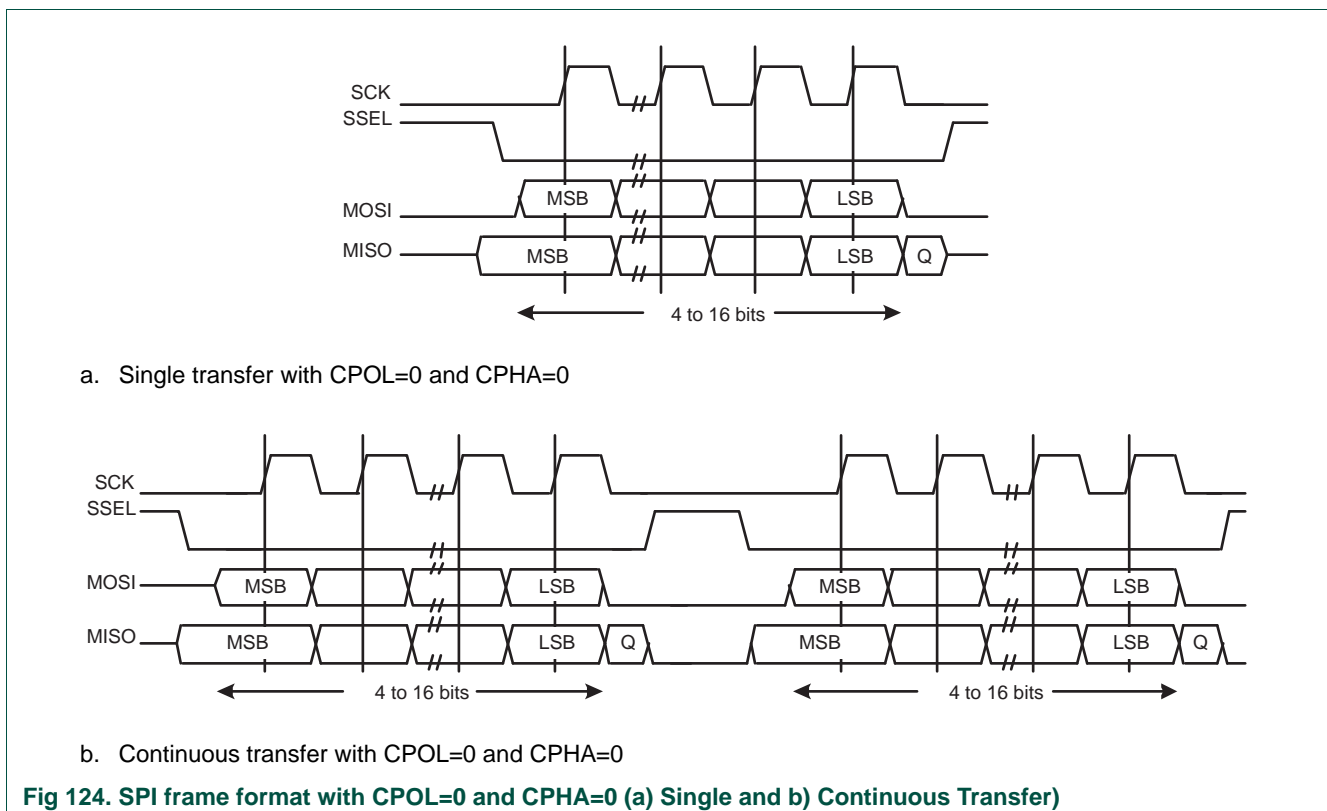 SCK
SSEL
MOSI MSB LSB
MISO MSB LSB Q
4 to 16 bits
a. Single transfer with CPOL=0 and CPHA=0
SCK
SSEL
MOSI MSB LSB MSB LSB
MISO MSB LSB Q MSB LSB Q
4 to 16 bits 4 to 16 bits
b. Continuous transfer with CPOL=0 and CPHA=0
Fig 124. SPI frame format with CPOL=0 and CPHA=0 (a) Single and b) Continuous Transfer)